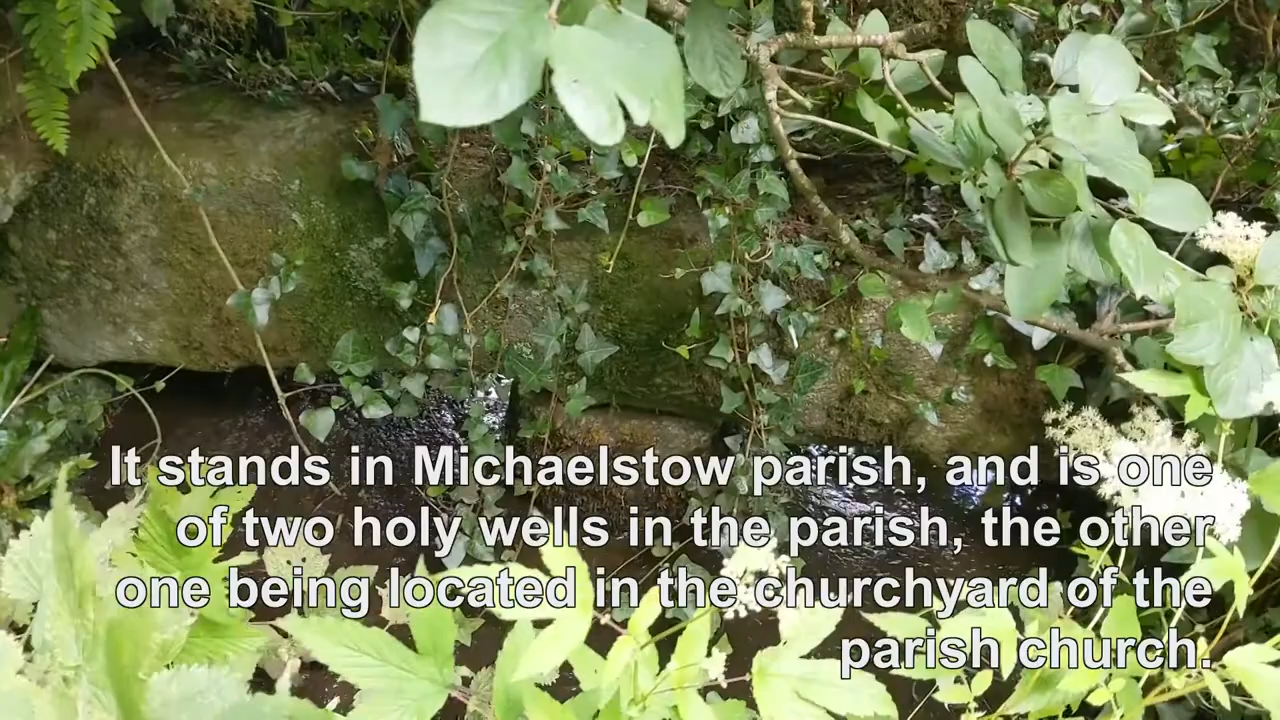 It stands in Michaelstow parish, and is one
of two holy wells in the parish, the other
one being located in the churchyard of the
parish church.